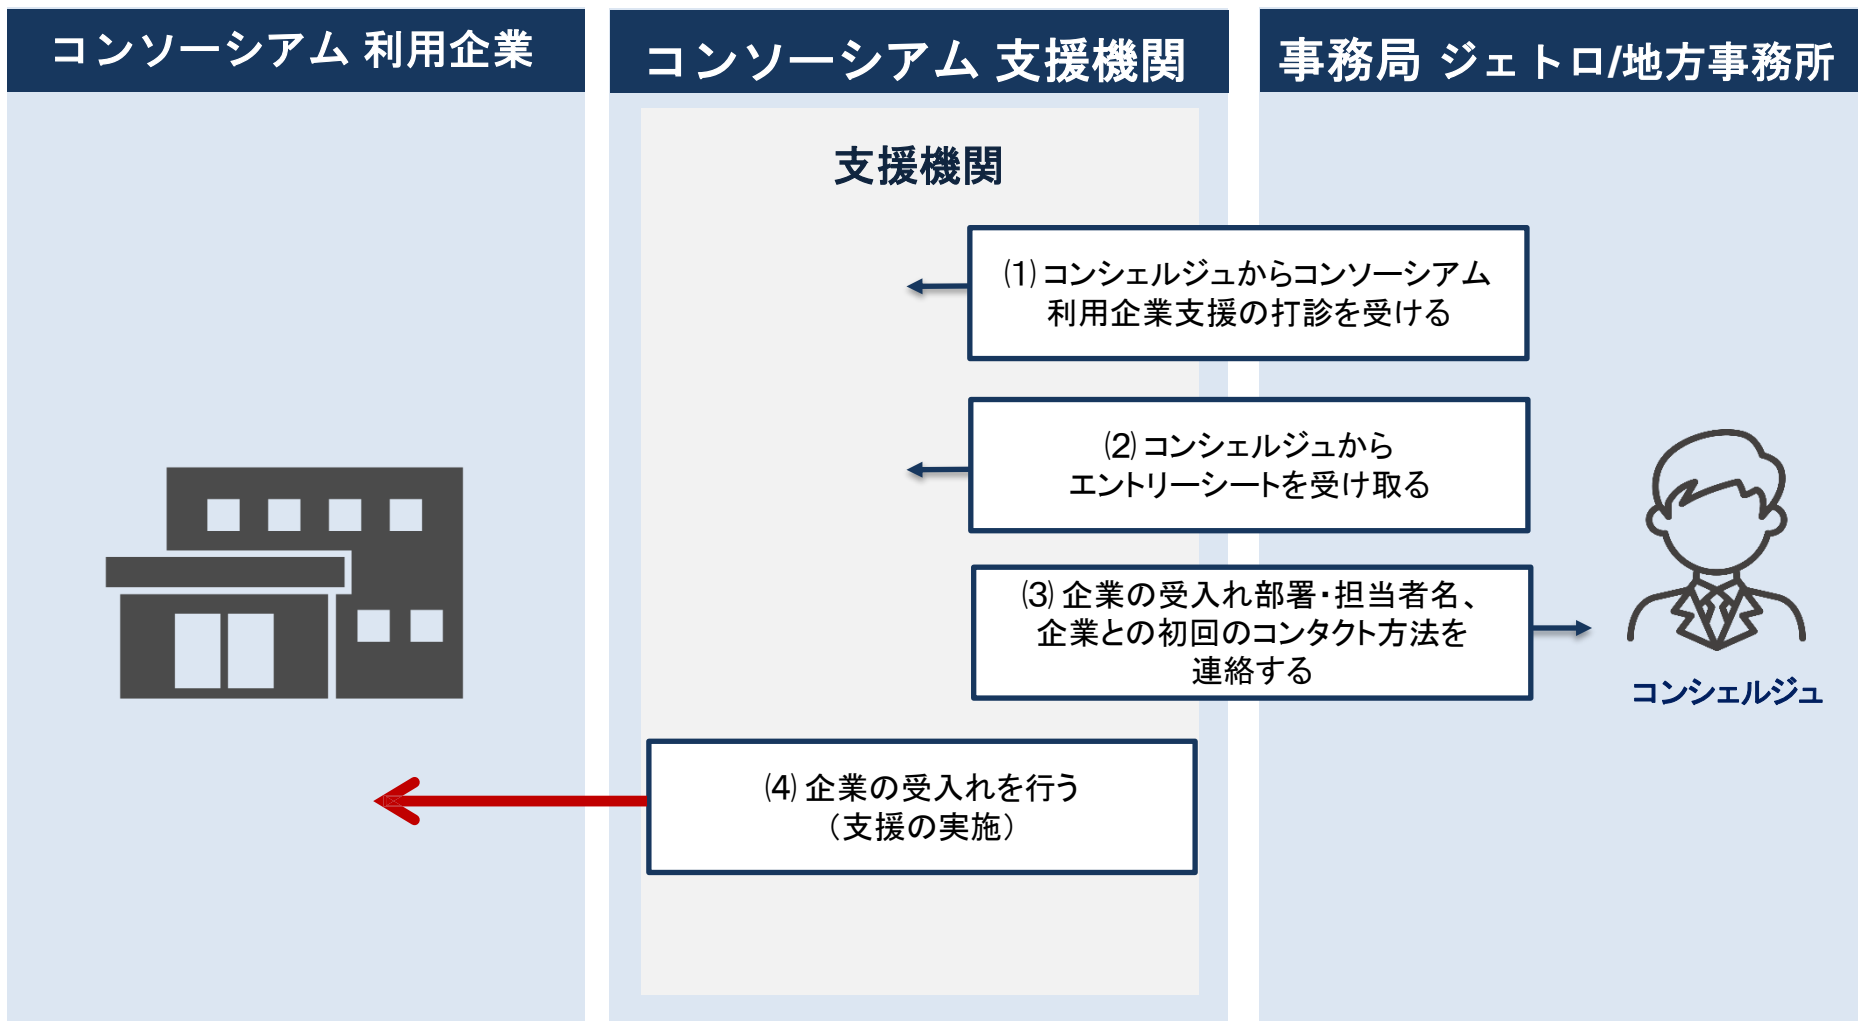 コンソーシアム 利用企業
コンソーシアム 支援機関
事務局 ジェトロ/地方事務所
支援機関
⑴ コンシェルジュからコンソーシアム
利用企業支援の打診を受ける
⑵ コンシェルジュから
エントリーシートを受け取る
⑶ 企業の受入れ部署・担当者名、
企業との初回のコンタクト方法を
連絡する
コンシェルジュ
⑷ 企業の受入れを行う
（支援の実施）